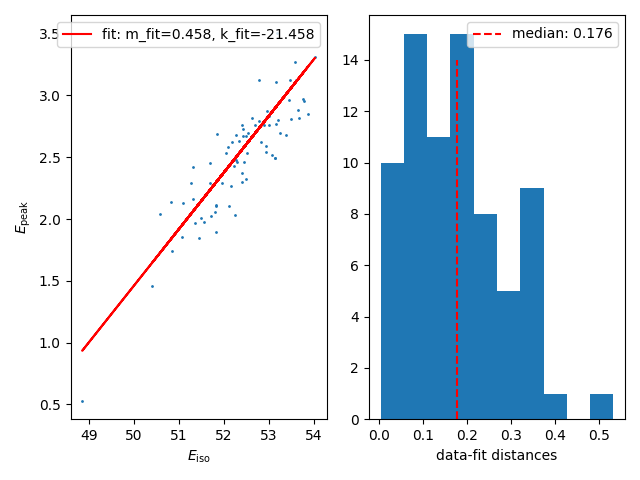 fit: m_fit=0.458, k_fit=-21.458
3.5
3.0
2.5
2.0
1.5
1.0
0.5
E_peak
49 50 51 52 53 54
E_iso
median: 0.176
14
12
10
8
6
4
2
0
0.0 0.1 0.2 0.3 0.4 0.5
data-fit distances